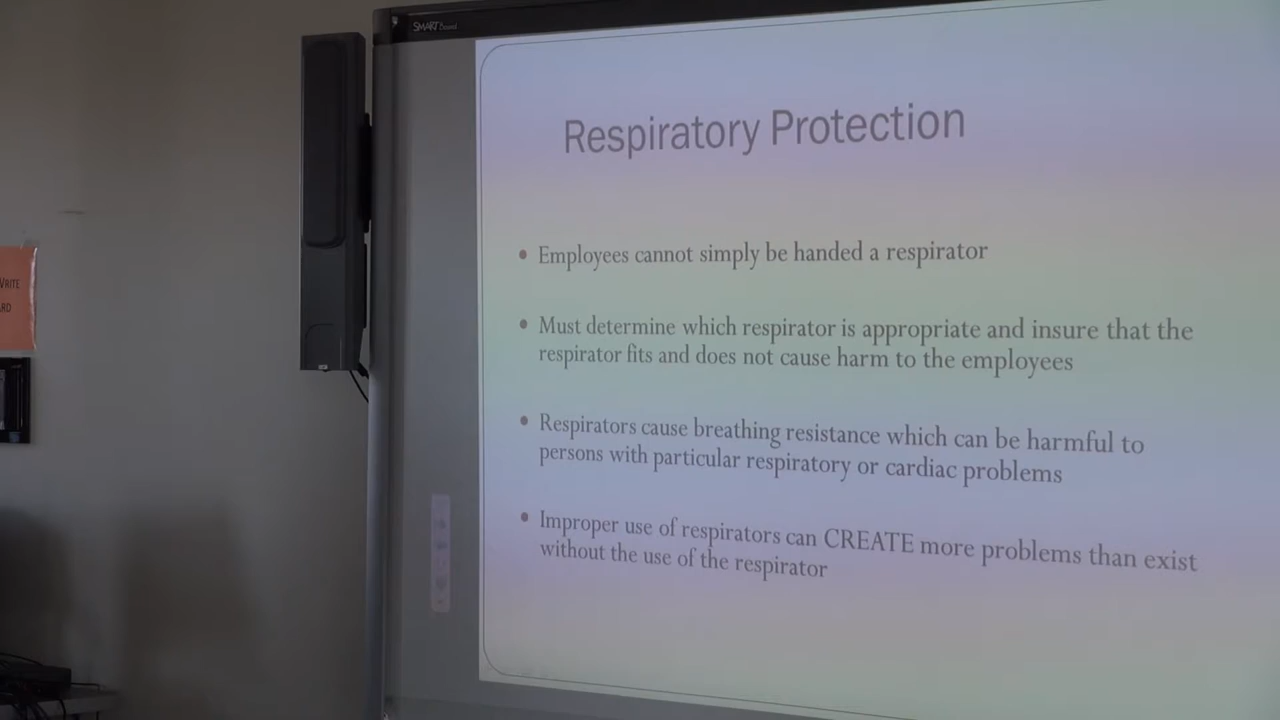 SMART Board
Respiratory Protection
• Employees cannot simply be handed a respirator
• Must determine which respirator is appropriate and insure that the
respirator fits and does not cause harm to the employees
• Respirators cause breathing resistance which can be harmful to
persons with particular respiratory or cardiac problems
• Improper use of respirators can CREATE more problems than exist
without the use of the respirator
WRITE